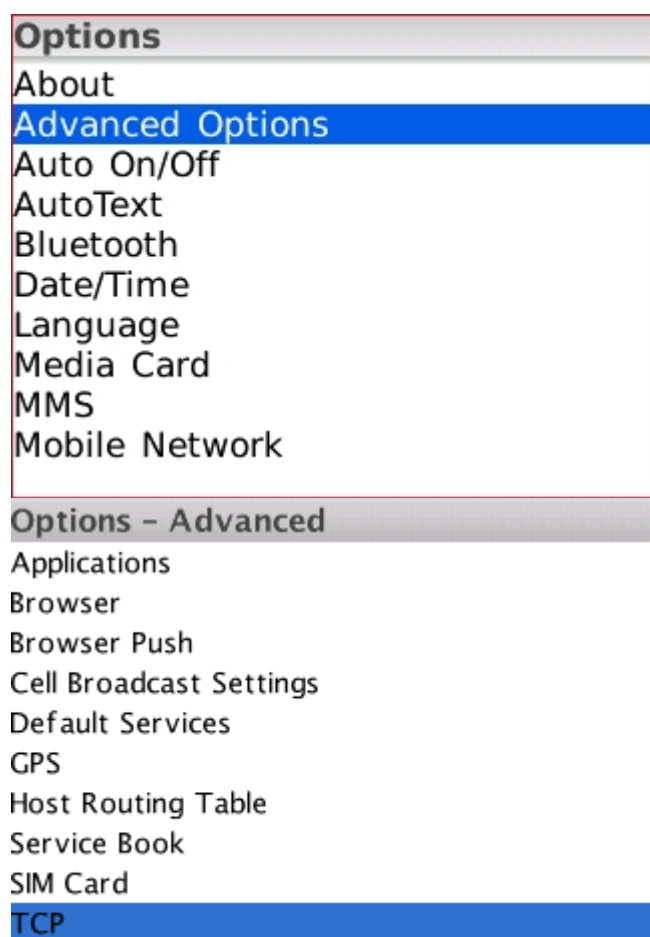 Options
About
Advanced Options
Auto On/Off
AutoText
Bluetooth
Date/Time
Language
Media Card
MMS
Mobile Network
Options - Advanced
Applications
Browser
Browser Push
Cell Broadcast Settings
Default Services
GPS
Host Routing Table
Service Book
SIM Card
TCP